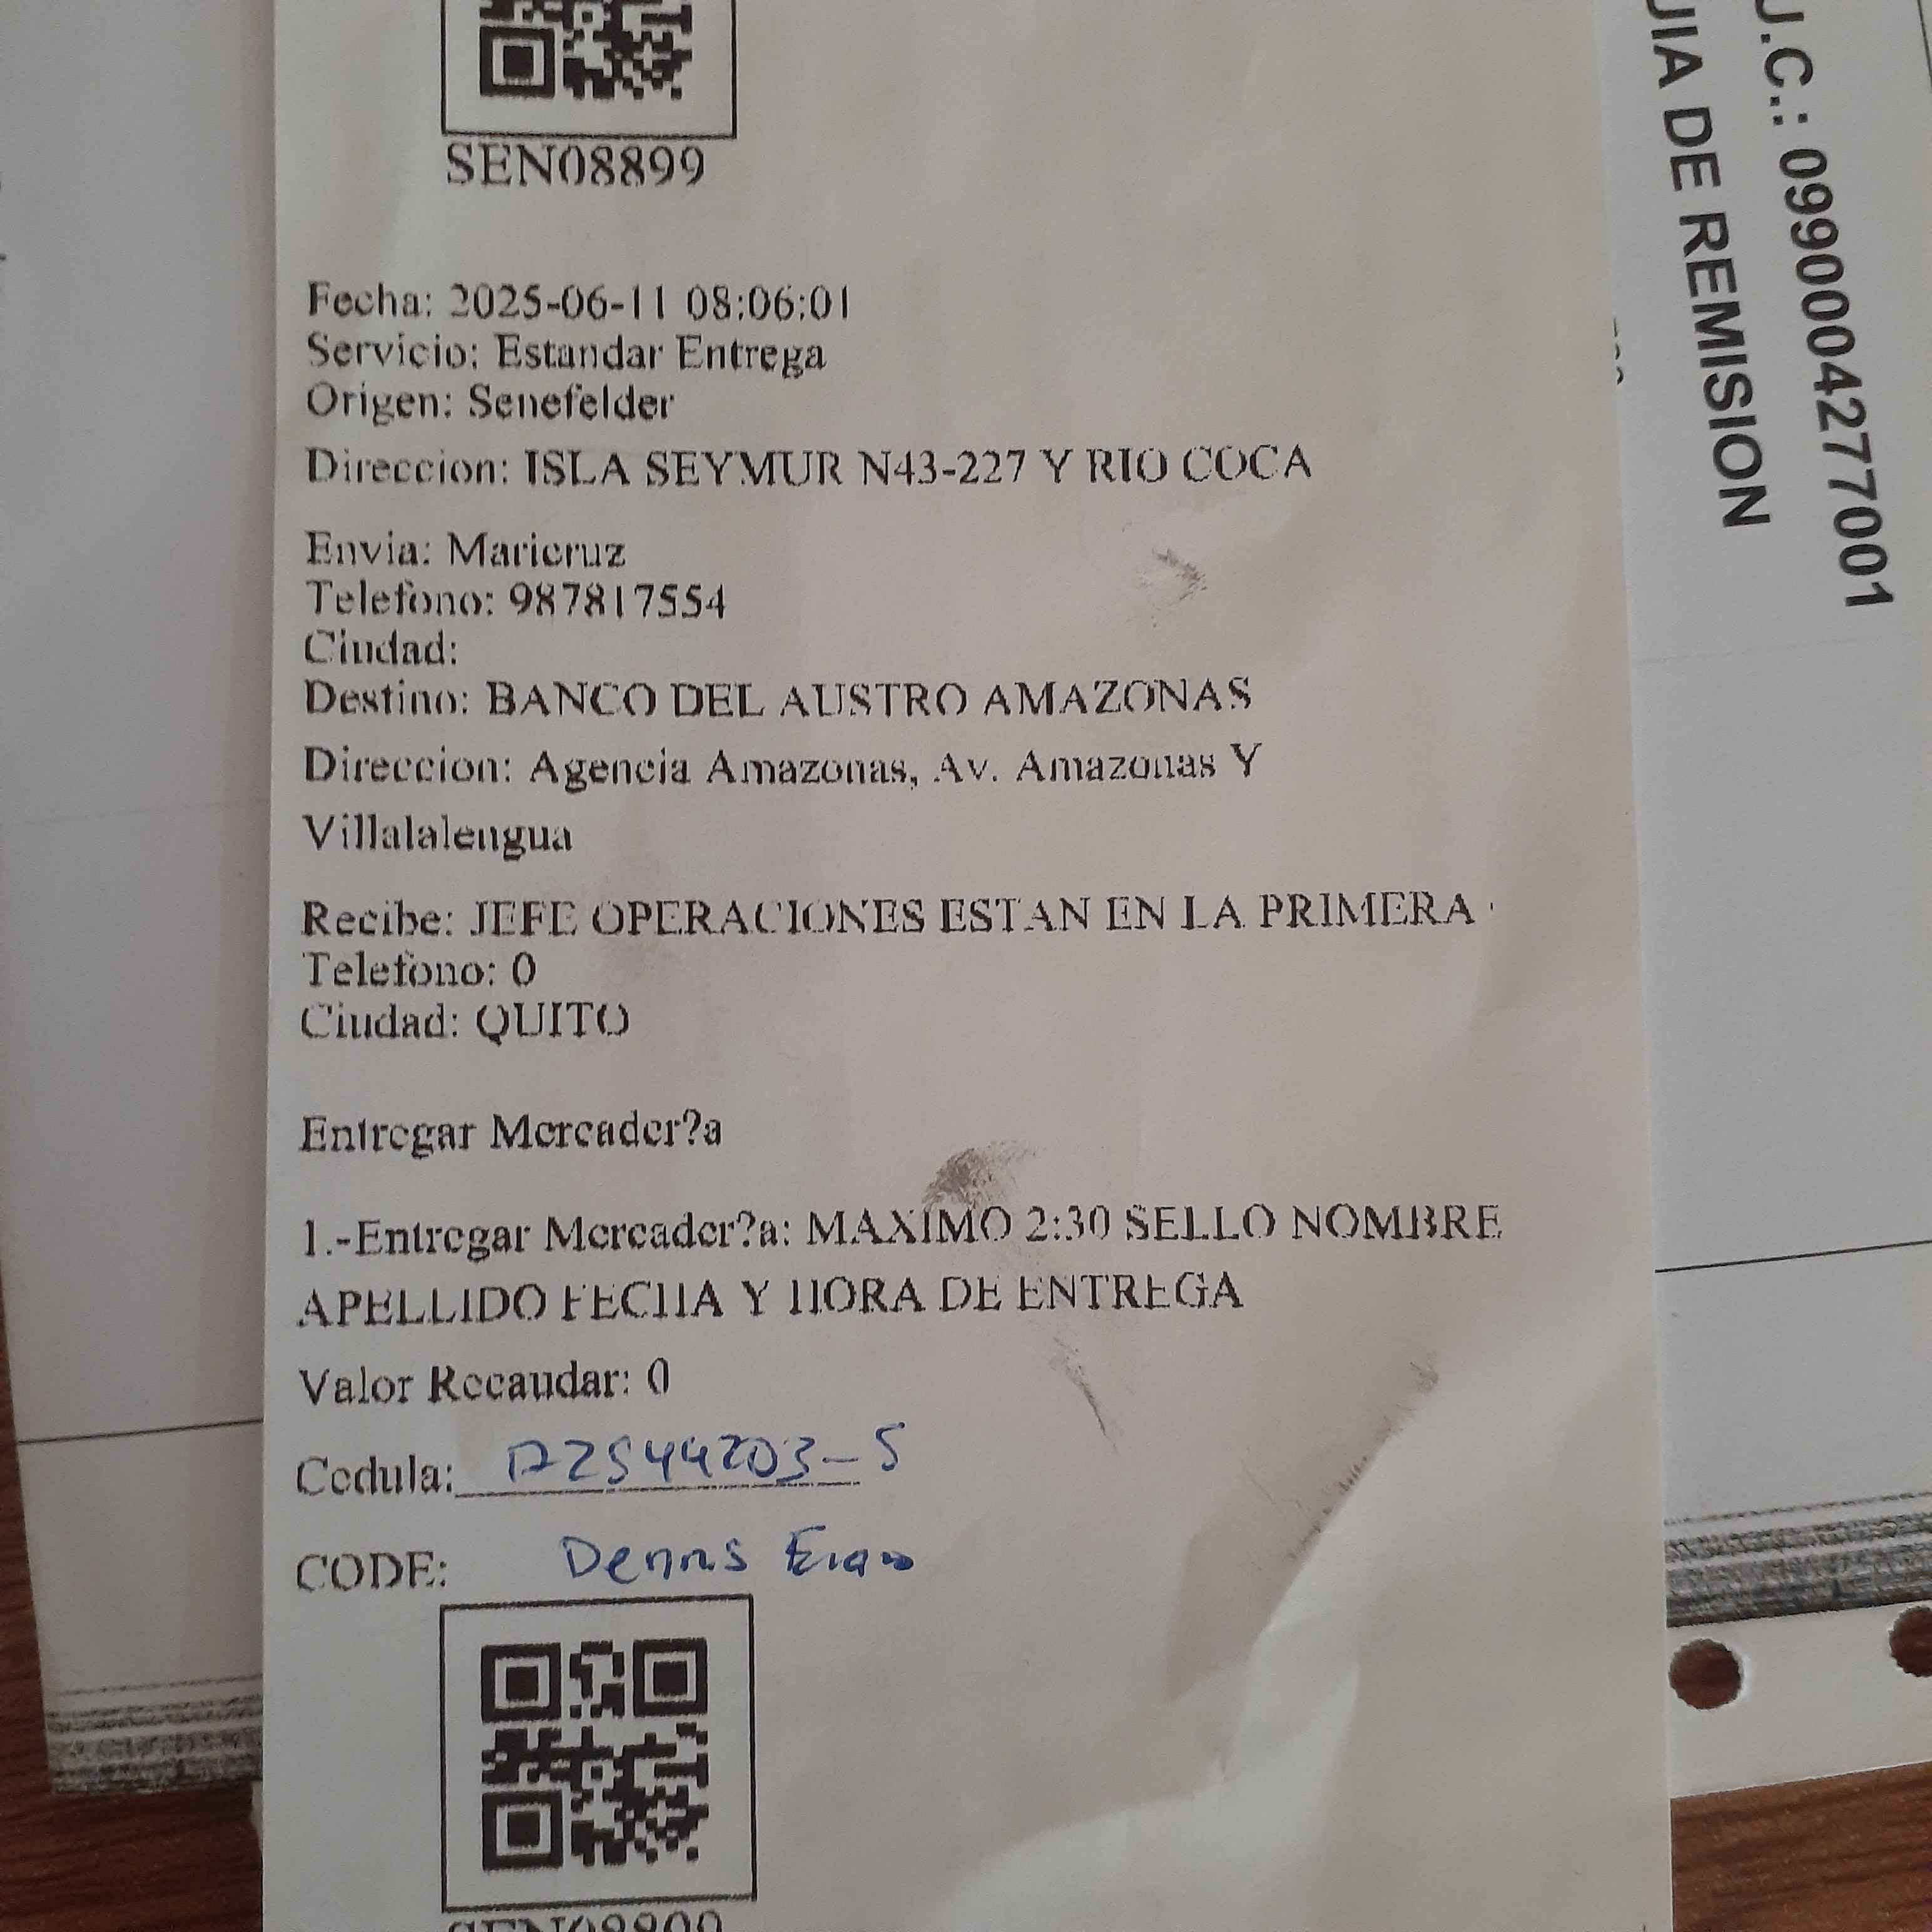 SEN08899
Fecha: 2025-06-11 08:06:01
Servicio: Estandar Entrega
Origen: Senefelder
Direccion: ISLA SEYMUR N43-227 Y RIO COCA
Envia: Maricruz
Telefono: 987817554
Ciudad:
Destino: BANCO DEL AUSTRO AMAZONAS
Direccion: Agencia Amazonas, Av. Amazonas Y
Villalalengua
Recibe: JEFE OPERACIONES ESTAN EN LA PRIMERA
Telefono: 0
Ciudad: QUITO
Entregar Mercader?a
1.-Entregar Mercader?a: MAXIMO 2:30 SELLO NOMBRE
APELLIDO FECHA Y HORA DE ENTREGA
Valor Recaudar: 0
Cedula:
CODE: Dennis
U.C.: 0990004277001
UIA DE REMISION